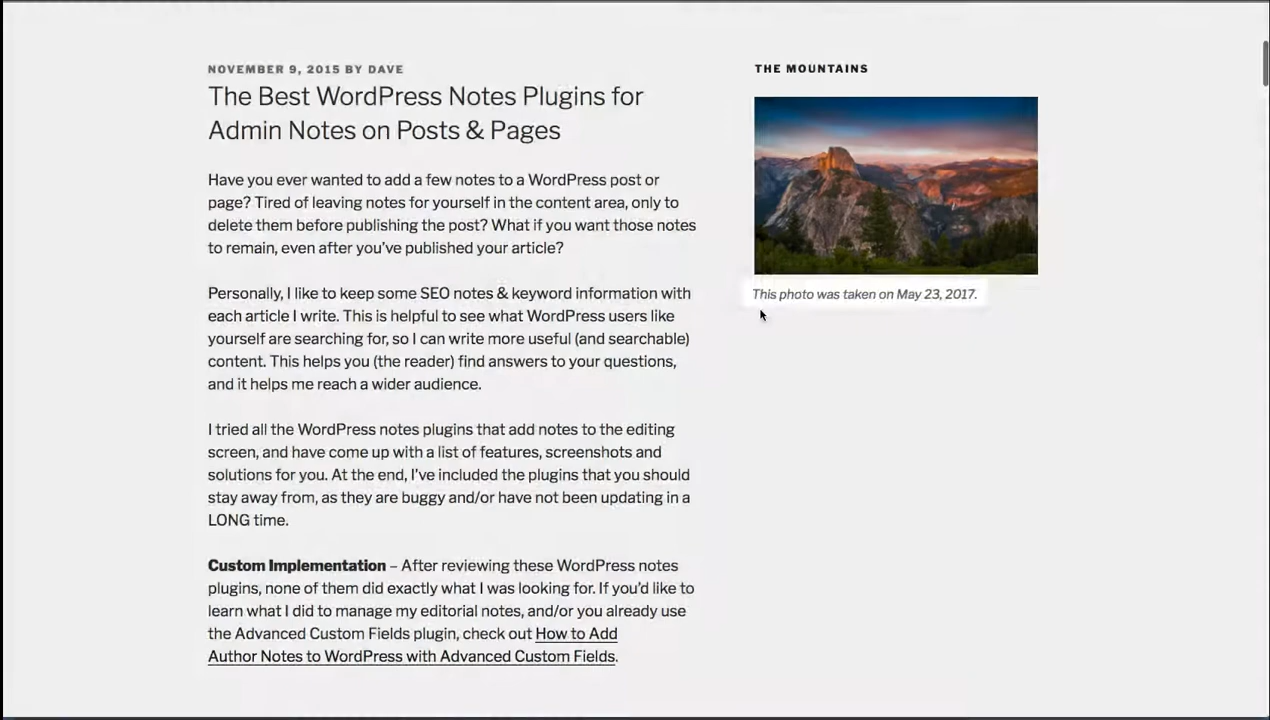 NOVEMBER 9, 2015 BY DAVE
The Best WordPress Notes Plugins for
Admin Notes on Posts & Pages
Have you ever wanted to add a few notes to a WordPress post or
page? Tired of leaving notes for yourself in the content area, only to
delete them before publishing the post? What if you want those notes
to remain, even after you've published your article?
Personally, I like to keep some SEO notes & keyword information with
each article I write. This is helpful to see what WordPress users like
yourself are searching for, so I can write more useful (and searchable)
content. This helps you (the reader) find answers to your questions,
and it helps me reach a wider audience.
I tried all the WordPress notes plugins that add notes to the editing
screen, and have come up with a list of features, screenshots and
solutions for you. At the end, I've included the plugins that you should
stay away from, as they are buggy and/or have not been updating in a
LONG time.
Custom Implementation – After reviewing these WordPress notes
plugins, none of them did exactly what I was looking for. If you'd like to
learn what I did to manage my editorial notes, and/or you already use
the Advanced Custom Fields plugin, check out How to Add
Author Notes to WordPress with Advanced Custom Fields.
THE MOUNTAINS
This photo was taken on May 23, 2017.